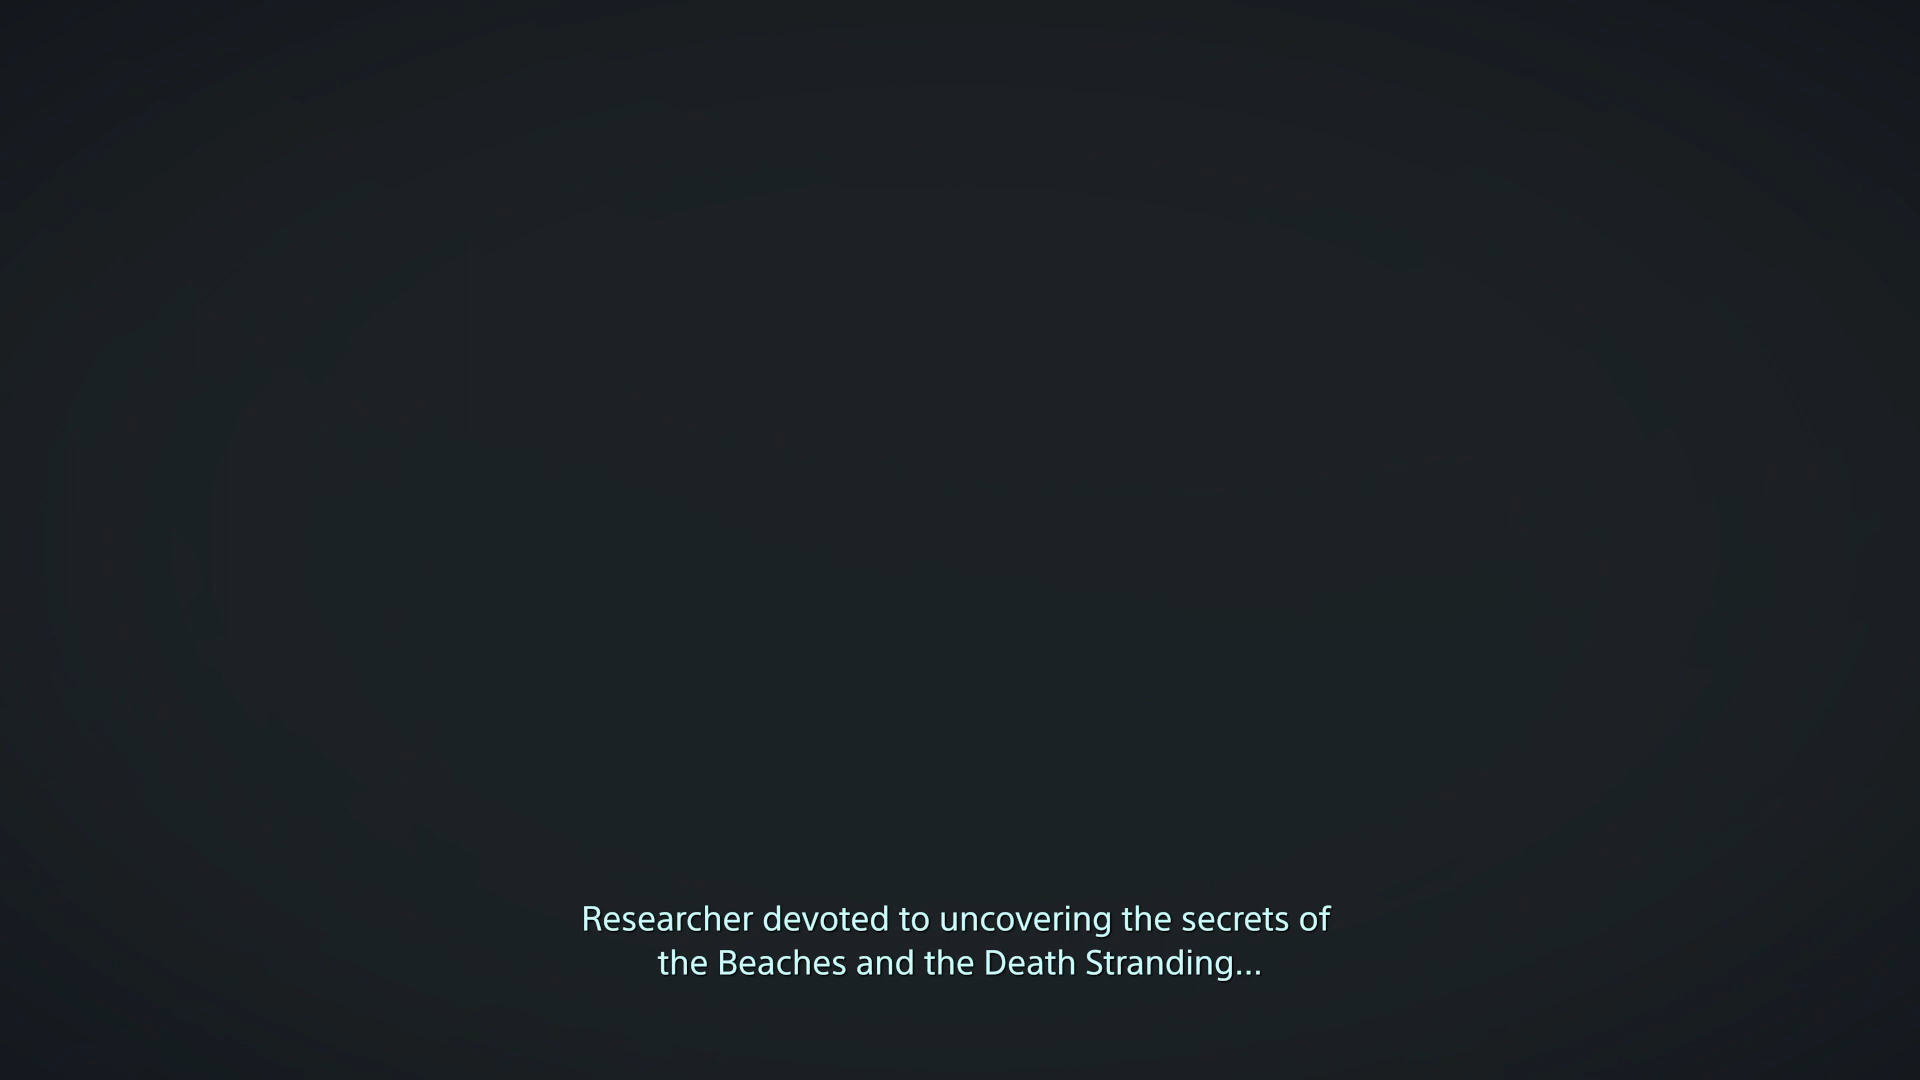 Researcher devoted to uncovering the secrets of
the Beaches and the Death Stranding...